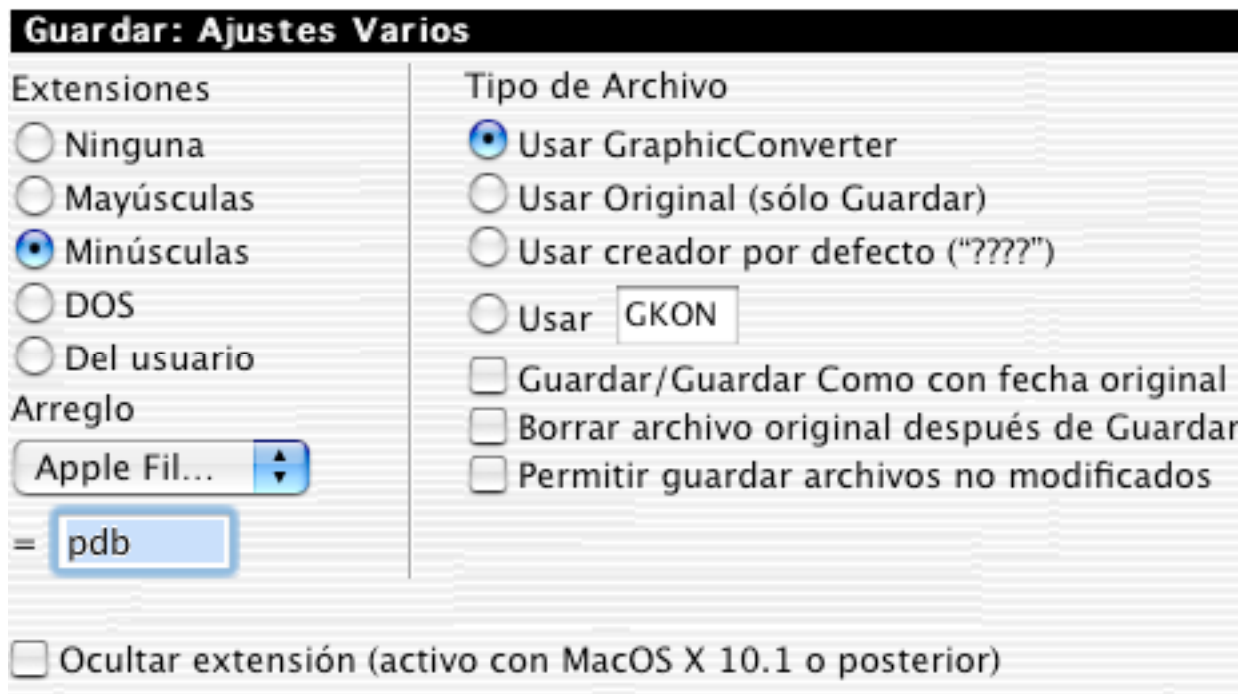 Guardar: Ajustes Varios
Extensiones
Ninguna
Mayúsculas
Minúsculas
DOS
Del usuario
Arreglo
Apple Fil...
= pdb
Tipo de Archivo
Usar GraphicConverter
Usar Original (sólo Guardar)
Usar creador por defecto (“????”)
Usar GKON
Guardar/Guardar Como con fecha original
Borrar archivo original después de Guardar
Permitir guardar archivos no modificados
Ocultar extensión (activo con MacOS X 10.1 o posterior)